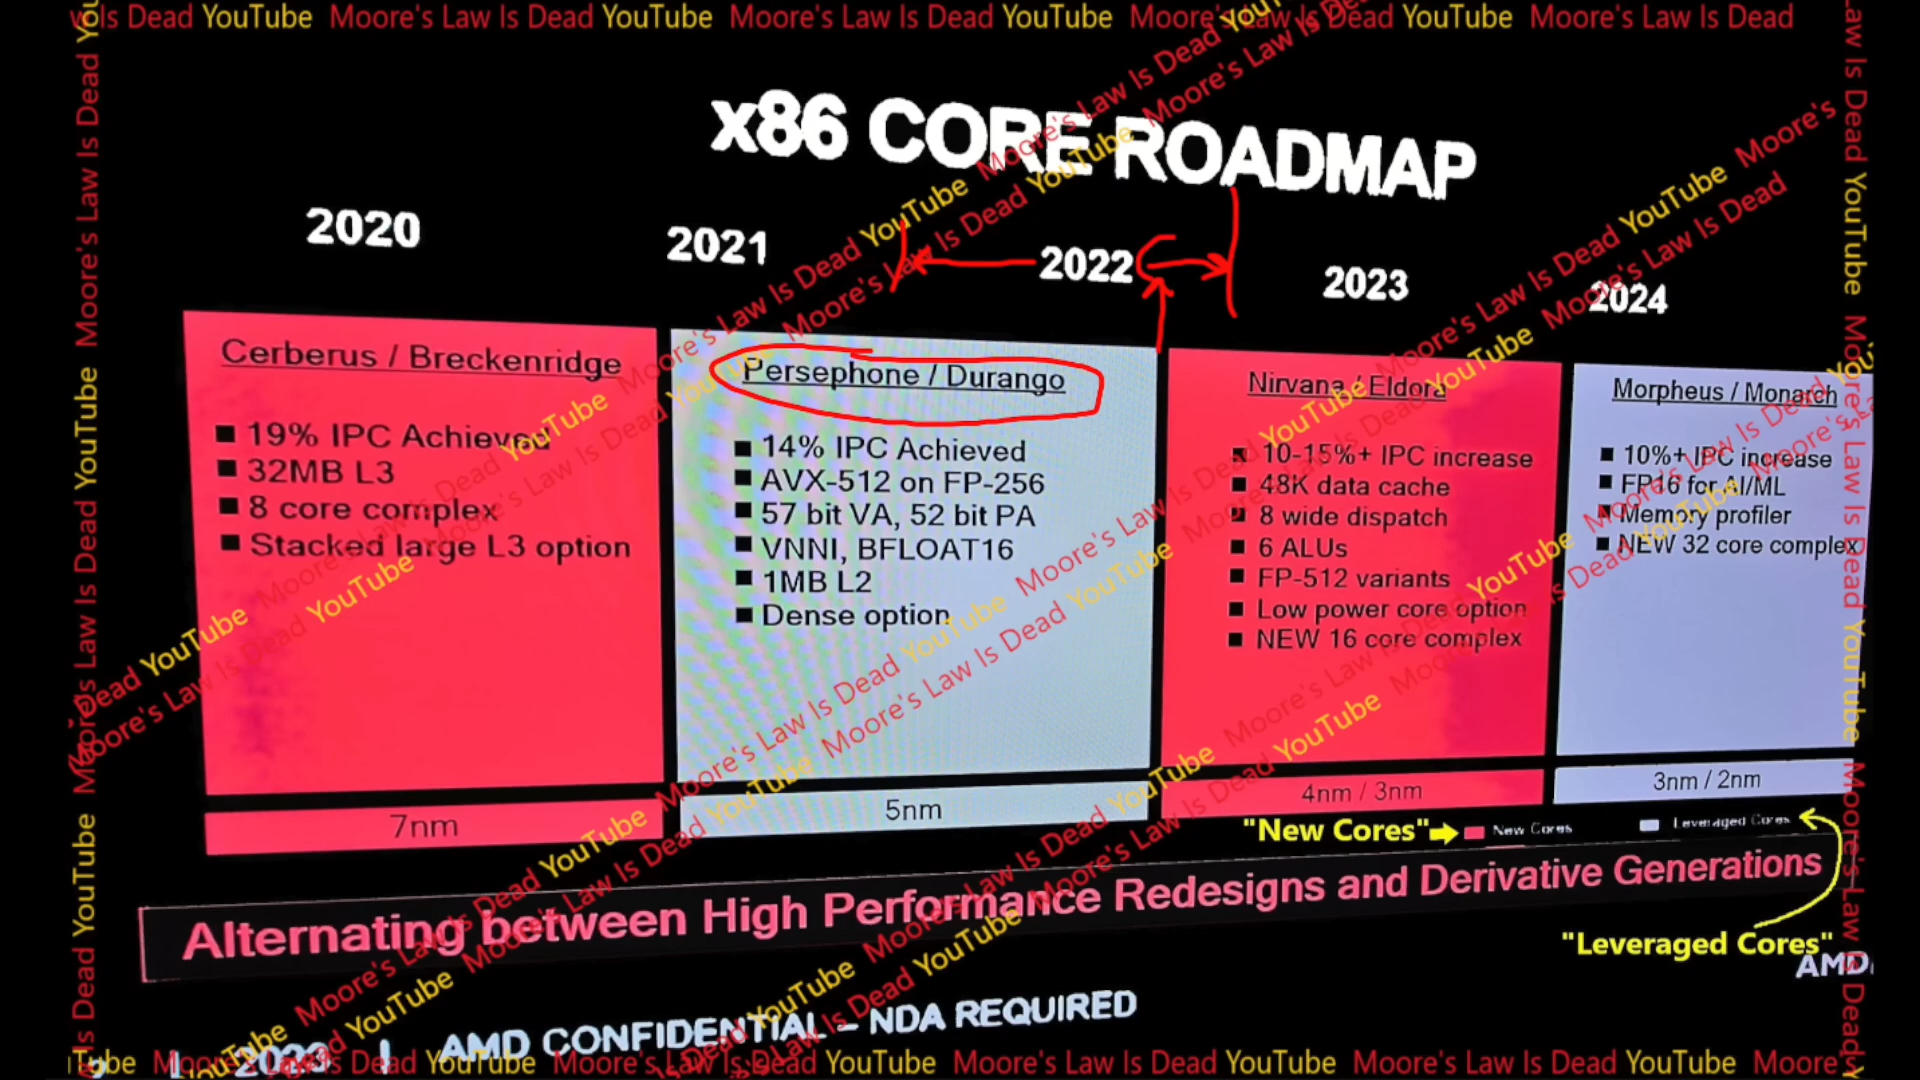 Moore's Law Is Dead YouTube
x86 CORE ROADMAP
2020
2021
2022
2023
2024
Cerberus / Breckenridge
■ 19% IPC Achieved
■ 32MB L3
■ 8 core complex
■ Stacked large L3 option
7nm
Persephone / Durango
■ 14% IPC Achieved
■ AVX-512 on FP-256
■ 57 bit VA, 52 bit PA
■ VNNI, BFLOAT16
■ 1MB L2
■ Dense option
5nm
Nirvana / Eldora
■ 10-15%+ IPC increase
■ 48K data cache
■ 8 wide dispatch
■ 6 ALUs
■ FP-512 variants
■ Low power core option
■ NEW 16 core complex
4nm / 3nm
Morpheus / Monarch
■ 10%+ IPC increase
■ FP16 for AI/ML
■ Memory profiler
■ NEW 32 core complex
3nm / 2nm
"New Cores" New Cores Leveraged Cores
Alternating between High Performance Redesigns and Derivative Generations
"Leveraged Cores"
AMD
| 2023 | AMD CONFIDENTIAL – NDA REQUIRED